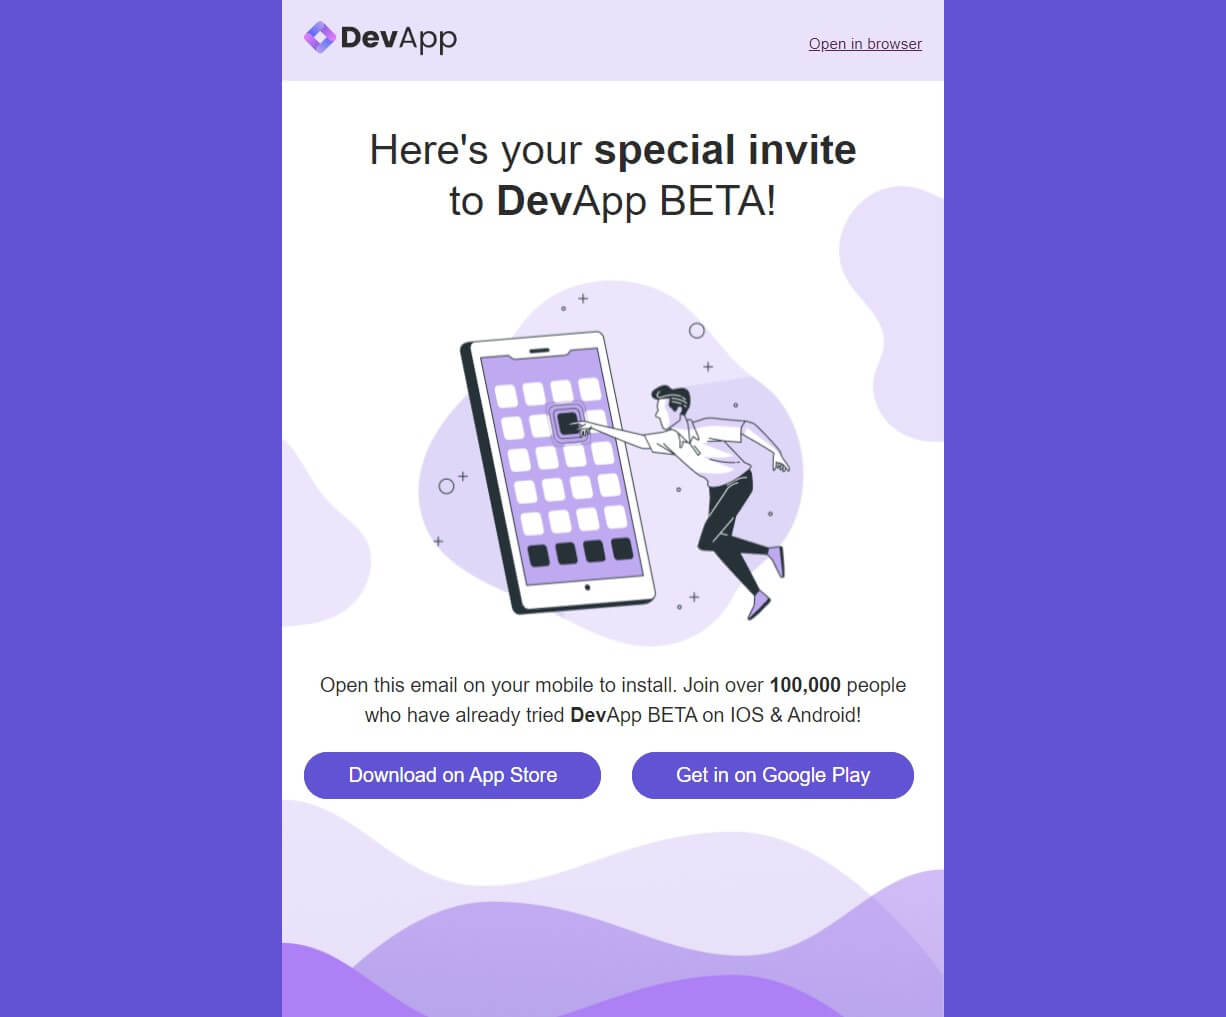 DevApp
Open in browser
Here's your special invite
to DevApp BETA!
Open this email on your mobile to install. Join over 100,000 people
who have already tried DevApp BETA on IOS & Android!
Download on App Store
Get in on Google Play